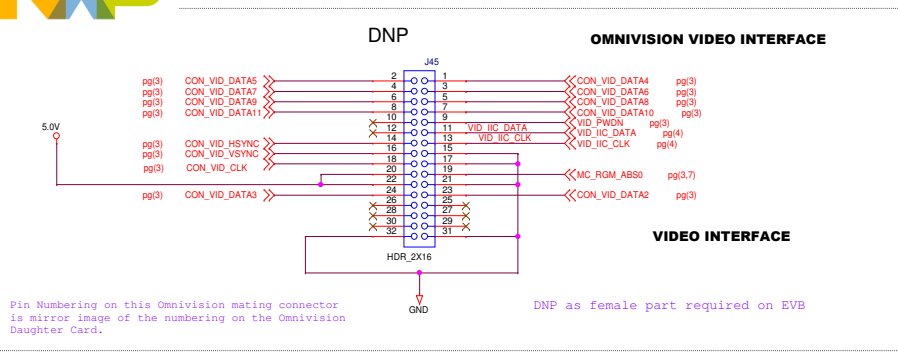 DNP
OMNIVISION VIDEO INTERFACE
J45
pg(3) CON_VID_DATA5 2 1 CON_VID_DATA4 pg(3)
pg(3) CON_VID_DATA7 4 3 CON_VID_DATA6 pg(3)
pg(3) CON_VID_DATA9 6 5 CON_VID_DATA8 pg(3)
pg(3) CON_VID_DATA11 8 7 CON_VID_DATA10 pg(3)
10 9 VID_PWDN pg(3)
5.0V
12 11 VID_IIC_DATA VID_IIC_DATA pg(4)
pg(3) CON_VID_HSYNC 14 13 VID_IIC_CLK VID_IIC_CLK pg(4)
pg(3) CON_VID_VSYNC 16 15
pg(3) CON_VID_CLK 18 17
20 19 MC_RGM_ABS0 pg(3,7)
22 21
pg(3) CON_VID_DATA3 24 23 CON_VID_DATA2 pg(3)
26 25
28 27
30 29
32 31
VIDEO INTERFACE
HDR_2X16
GND
Pin Numbering on this Omnivision mating connector
is mirror image of the numbering on the Omnivision
Daughter Card.
DNP as female part required on EVB